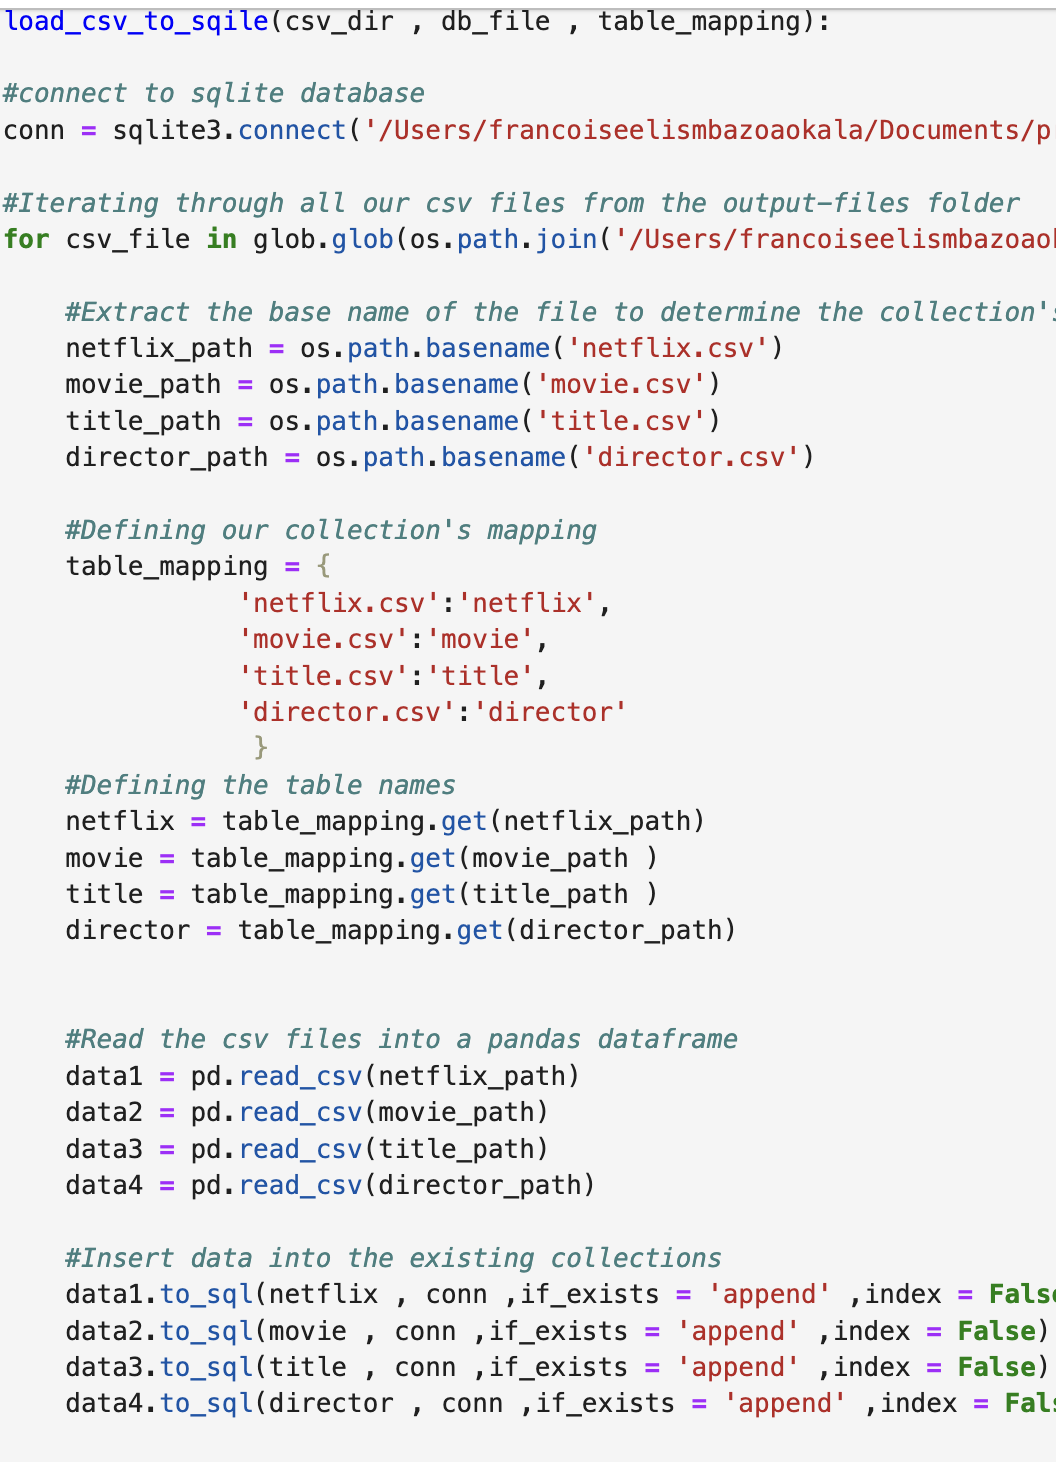 load_csv_to_sqile(csv_dir , db_file , table_mapping):
#connect to sqlite database
conn = sqlite3.connect('/Users/francoiseelismbazoaokala/Documents/p
#Iterating through all our csv files from the output-files folder
for csv_file in glob.glob(os.path.join('/Users/francoiseelismbazoaok
#Extract the base name of the file to determine the collection's
netflix_path = os.path.basename('netflix.csv')
movie_path = os.path.basename('movie.csv')
title_path = os.path.basename('title.csv')
director_path = os.path.basename('director.csv')
#Defining our collection's mapping
table_mapping = {
'netflix.csv':'netflix',
'movie.csv':'movie',
'title.csv':'title',
'director.csv':'director'
}
#Defining the table names
netflix = table_mapping.get(netflix_path)
movie = table_mapping.get(movie_path )
title = table_mapping.get(title_path )
director = table_mapping.get(director_path)
#Read the csv files into a pandas dataframe
data1 = pd.read_csv(netflix_path)
data2 = pd.read_csv(movie_path)
data3 = pd.read_csv(title_path)
data4 = pd.read_csv(director_path)
#Insert data into the existing collections
data1.to_sql(netflix , conn ,if_exists = 'append' ,index = False
data2.to_sql(movie , conn ,if_exists = 'append' ,index = False)
data3.to_sql(title , conn ,if_exists = 'append' ,index = False)
data4.to_sql(director , conn ,if_exists = 'append' ,index = Fals